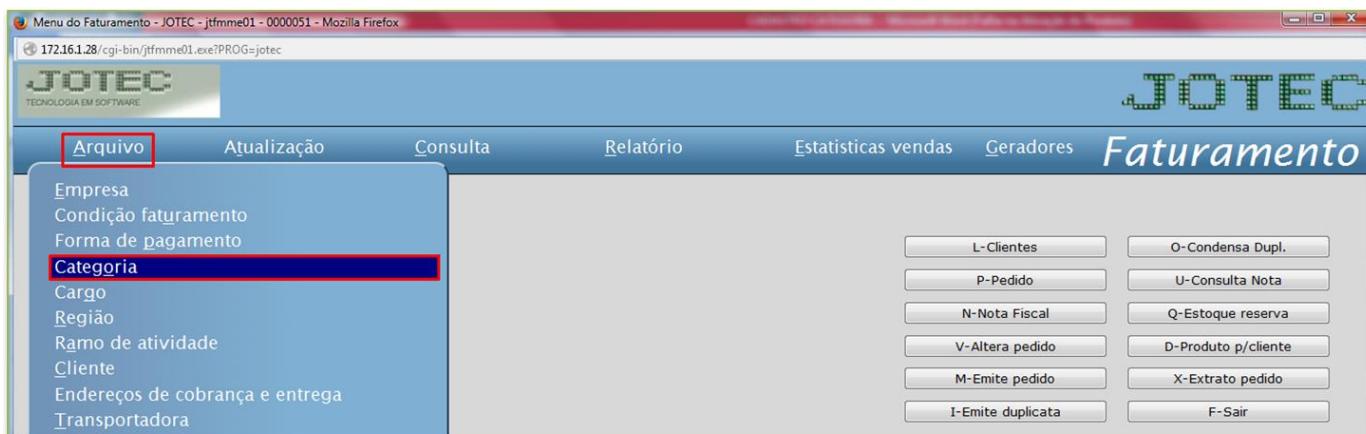 Menu do Faturamento - JOTEC - jtfmme01 - 0000051 - Mozilla Firefox
172.16.1.28/cgi-bin/jtfmme01.exe?PROG=jotec
JOTEC
TECNOLOGIA EM SOFTWARE
JOTEC
Arquivo Atualização Consulta Relatório Estatisticas vendas Geradores Faturamento
Empresa
Condição faturamento
Forma de pagamento
Categoria
Cargo
Região
Ramo de atividade
Cliente
Endereços de cobrança e entrega
Transportadora
L-Clientes O-Condensa Dupl.
P-Pedido U-Consulta Nota
N-Nota Fiscal Q-Estoque reserva
V-Altera pedido D-Produto p/cliente
M-Emite pedido X-Extrato pedido
I-Emite duplicata F-Sair